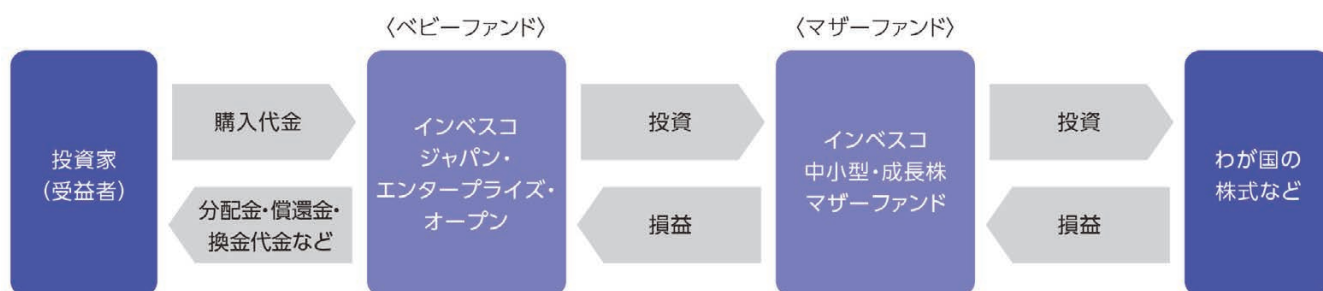 〈ベビーファンド〉
〈マザーファンド〉
投資家
（受益者）
購入代金
分配金・償還金・
換金代金など
インベスコ
ジャパン・
エンタープライズ・
オープン
投資
損益
インベスコ
中小型・成長株
マザーファンド
投資
損益
わが国の
株式など